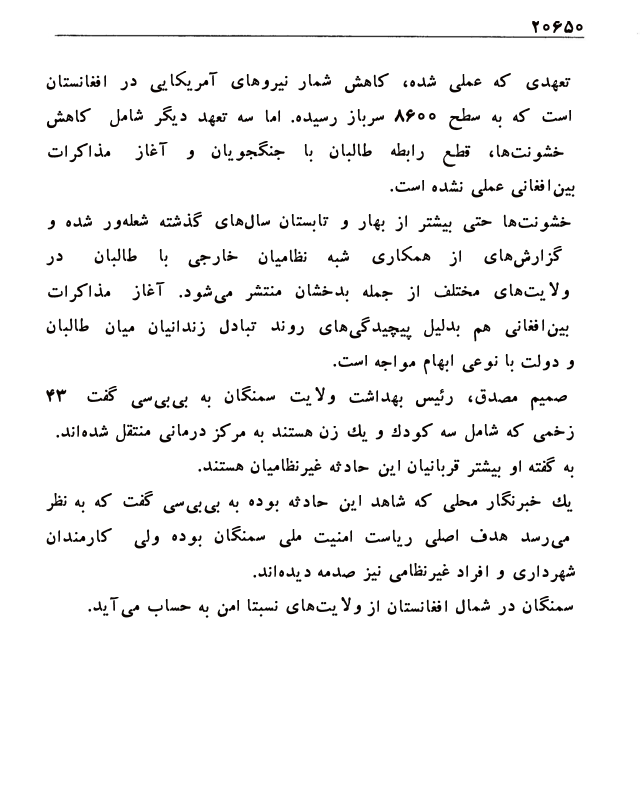 ۲۰۶۵۰
تعهدی که عملی شده، کاهش شمار نیروهای آمریکایی در افغانستان
است که به سطح ۸۶۰۰ سرباز رسیده. اما سه تعهد دیگر شامل کاهش
خشونت‌ها، قطع رابطه طالبان با جنگجویان و آغاز مذاکرات
بین‌افغانی عملی نشده است.
خشونت‌ها حتی بیشتر از بهار و تابستان سال‌های گذشته شعله‌ور شده و
گزارش‌های از همکاری شبه نظامیان خارجی با طالبان در
ولایت‌های مختلف از جمله بدخشان منتشر می‌شود. آغاز مذاکرات
بین‌افغانی هم بدلیل پیچیدگی‌های روند تبادل زندانیان میان طالبان
و دولت با نوعی ابهام مواجه است.
صمیم مصدق، رئیس بهداشت ولایت سمنگان به بی‌بی‌سی گفت ۴۳
زخمی که شامل سه کودك و یك زن هستند به مرکز درمانی منتقل شده‌اند.
به گفته او بیشتر قربانیان این حادثه غیرنظامیان هستند.
یك خبرنگار محلی که شاهد این حادثه بوده به بی‌بی‌سی گفت که به نظر
می‌رسد هدف اصلی ریاست امنیت ملی سمنگان بوده ولی کارمندان
شهرداری و افراد غیرنظامی نیز صدمه دیده‌اند.
سمنگان در شمال افغانستان از ولایت‌های نسبتا امن به حساب می‌آید.